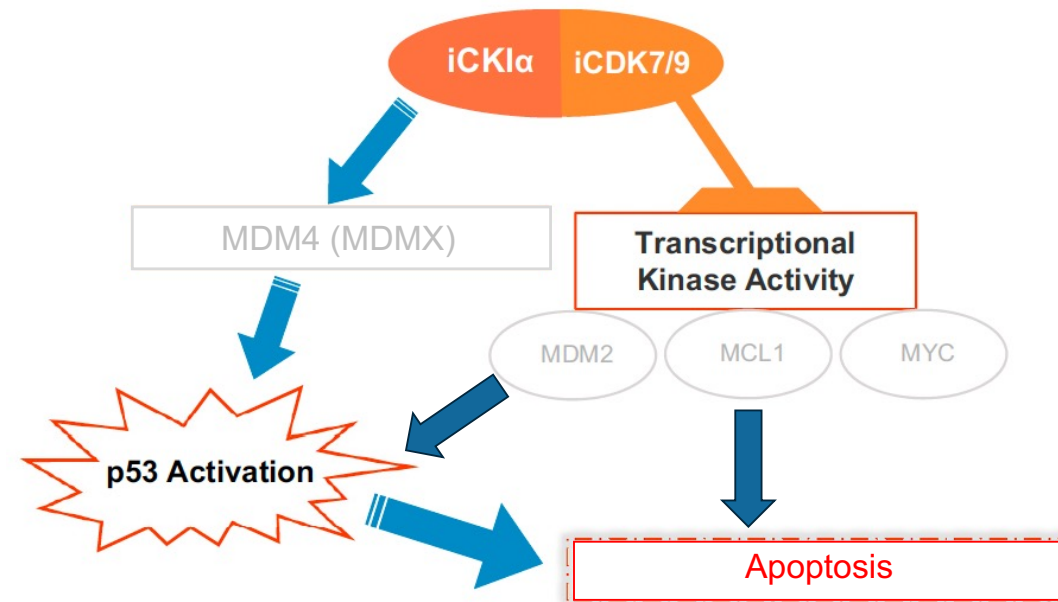 iCKIα
iCDK7/9
MDM4 (MDMX)
Transcriptional
Kinase Activity
MDM2
MCL1
MYC
p53 Activation
Apoptosis